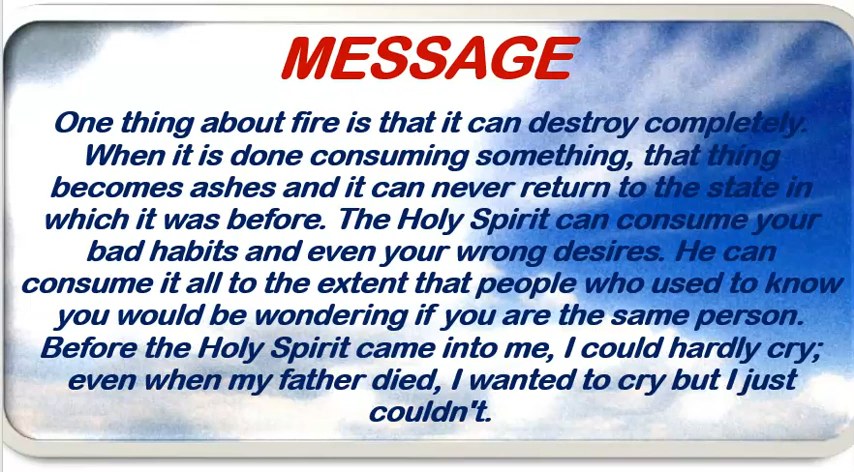 MESSAGE
One thing about fire is that it can destroy completely.
When it is done consuming something, that thing
becomes ashes and it can never return to the state in
which it was before. The Holy Spirit can consume your
bad habits and even your wrong desires. He can
consume it all to the extent that people who used to know
you would be wondering if you are the same person.
Before the Holy Spirit came into me, I could hardly cry;
even when my father died, I wanted to cry but I just
couldn't.